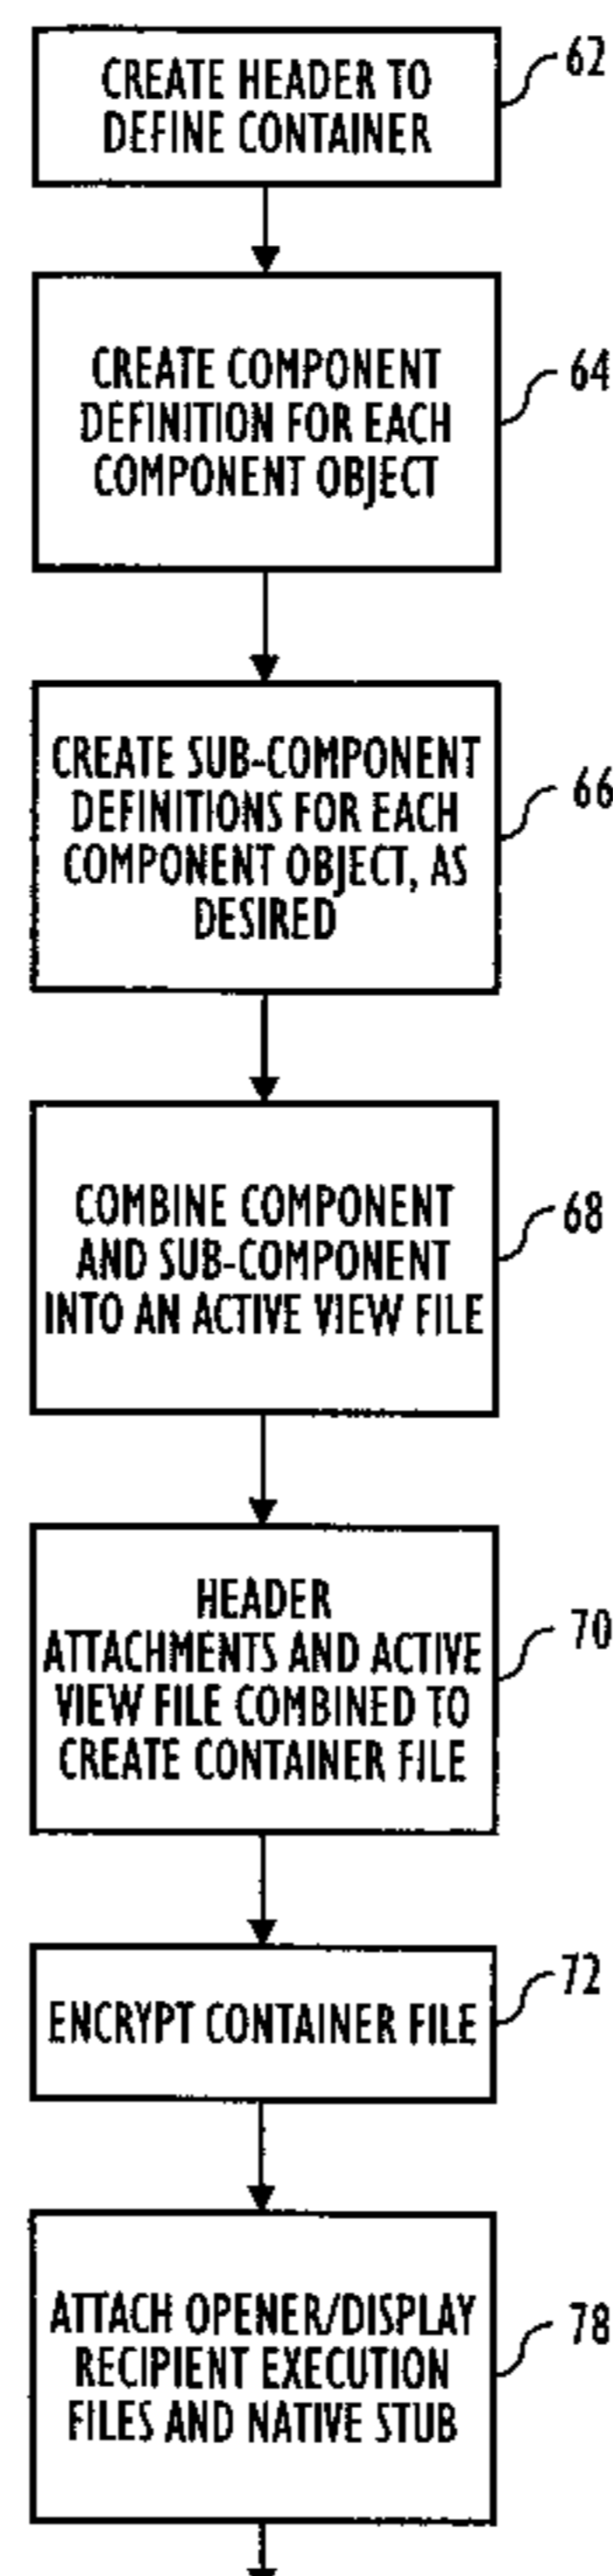 CREATE HEADER TO
DEFINE CONTAINER
62
CREATE COMPONENT
DEFINITION FOR EACH
COMPONENT OBJECT
64
CREATE SUB-COMPONENT
DEFINITIONS FOR EACH
COMPONENT OBJECT, AS
DESIRED
66
COMBINE COMPONENT
AND SUB-COMPONENT
INTO AN ACTIVE VIEW FILE
68
HEADER
ATTACHMENTS AND ACTIVE
VIEW FILE COMBINED TO
CREATE CONTAINER FILE
70
ENCRYPT CONTAINER FILE
72
ATTACH OPENER/DISPLAY
RECIPIENT EXECUTION
FILES AND NATIVE STUB
78